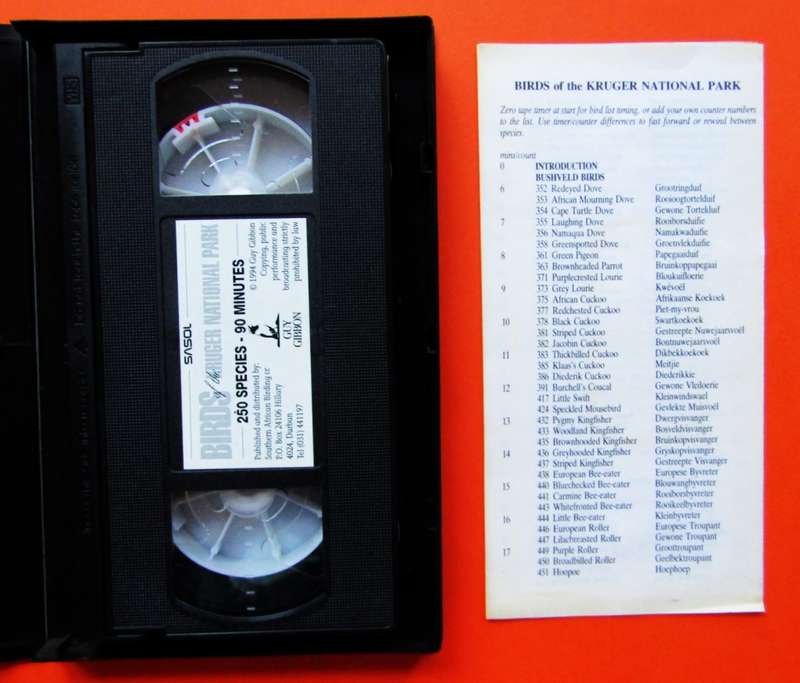 VHS
SASOL
BIRDS of the KRUGER NATIONAL PARK
250 SPECIES - 90 MINUTES
Published and distributed by:
Southern African Birding cc
P.O. Box 24106 Hillary
4024, Durban
Tel (031) 441197
GUY
GIBBON
© 1994 Guy Gibbon
Copying, public,
performance and
broadcasting strictly
prohibited by law
BIRDS of the KRUGER NATIONAL PARK
Zero tape timer at start for bird list timing, or add your own counter numbers
to the list. Use timer/counter differences to fast forward or rewind between
species.
mins/count
0 INTRODUCTION
BUSHVELD BIRDS
6 352 Redeyed Dove Grootringduif
353 African Mourning Dove Rooioogtortelduif
354 Cape Turtle Dove Gewone Tortelduif
7 355 Laughing Dove Rooiborsduifie
356 Namaqua Dove Namakwaduifie
358 Greenspotted Dove Groenvlekduifie
8 361 Green Pigeon Papegaaiduif
363 Brownheaded Parrot Bruinkoppapegaai
371 Purplecrested Lourie Bloukuifloerie
9 373 Grey Lourie Kwêvoël
375 African Cuckoo Afrikaanse Koekoek
377 Redchested Cuckoo Piet-my-vrou
10 378 Black Cuckoo Swartkoekoek
381 Striped Cuckoo Gestreepte Nuwejaarsvoël
382 Jacobin Cuckoo Bontnuwejaarsvoël
11 383 Thickbilled Cuckoo Dikbekkoekoek
385 Klaas's Cuckoo Meitjie
386 Diederik Cuckoo Diederikkie
12 391 Burchell's Coucal Gewone Vleiloerie
417 Little Swift Kleinwindswael
424 Speckled Mousebird Gevlekte Muisvoël
13 432 Pygmy Kingfisher Dwergvisvanger
433 Woodland Kingfisher Bosveldvisvanger
435 Brownhooded Kingfisher Bruinkopvisvanger
14 436 Greyhooded Kingfisher Gryskopvisvanger
437 Striped Kingfisher Gestreepte Visvanger
438 European Bee-eater Europese Byvreter
15 440 Bluechecked Bee-eater Blouwangbyvreter
441 Carmine Bee-eater Rooiborsbyvreter
443 Whitefronted Bee-eater Rooikeelbyvreter
16 444 Little Bee-eater Kleinbyvreter
446 European Roller Europese Troupant
447 Lilacbreasted Roller Gewone Troupant
17 449 Purple Roller Groottroupant
450 Broadbilled Roller Geelbektroupant
451 Hoopoe Hoephoep